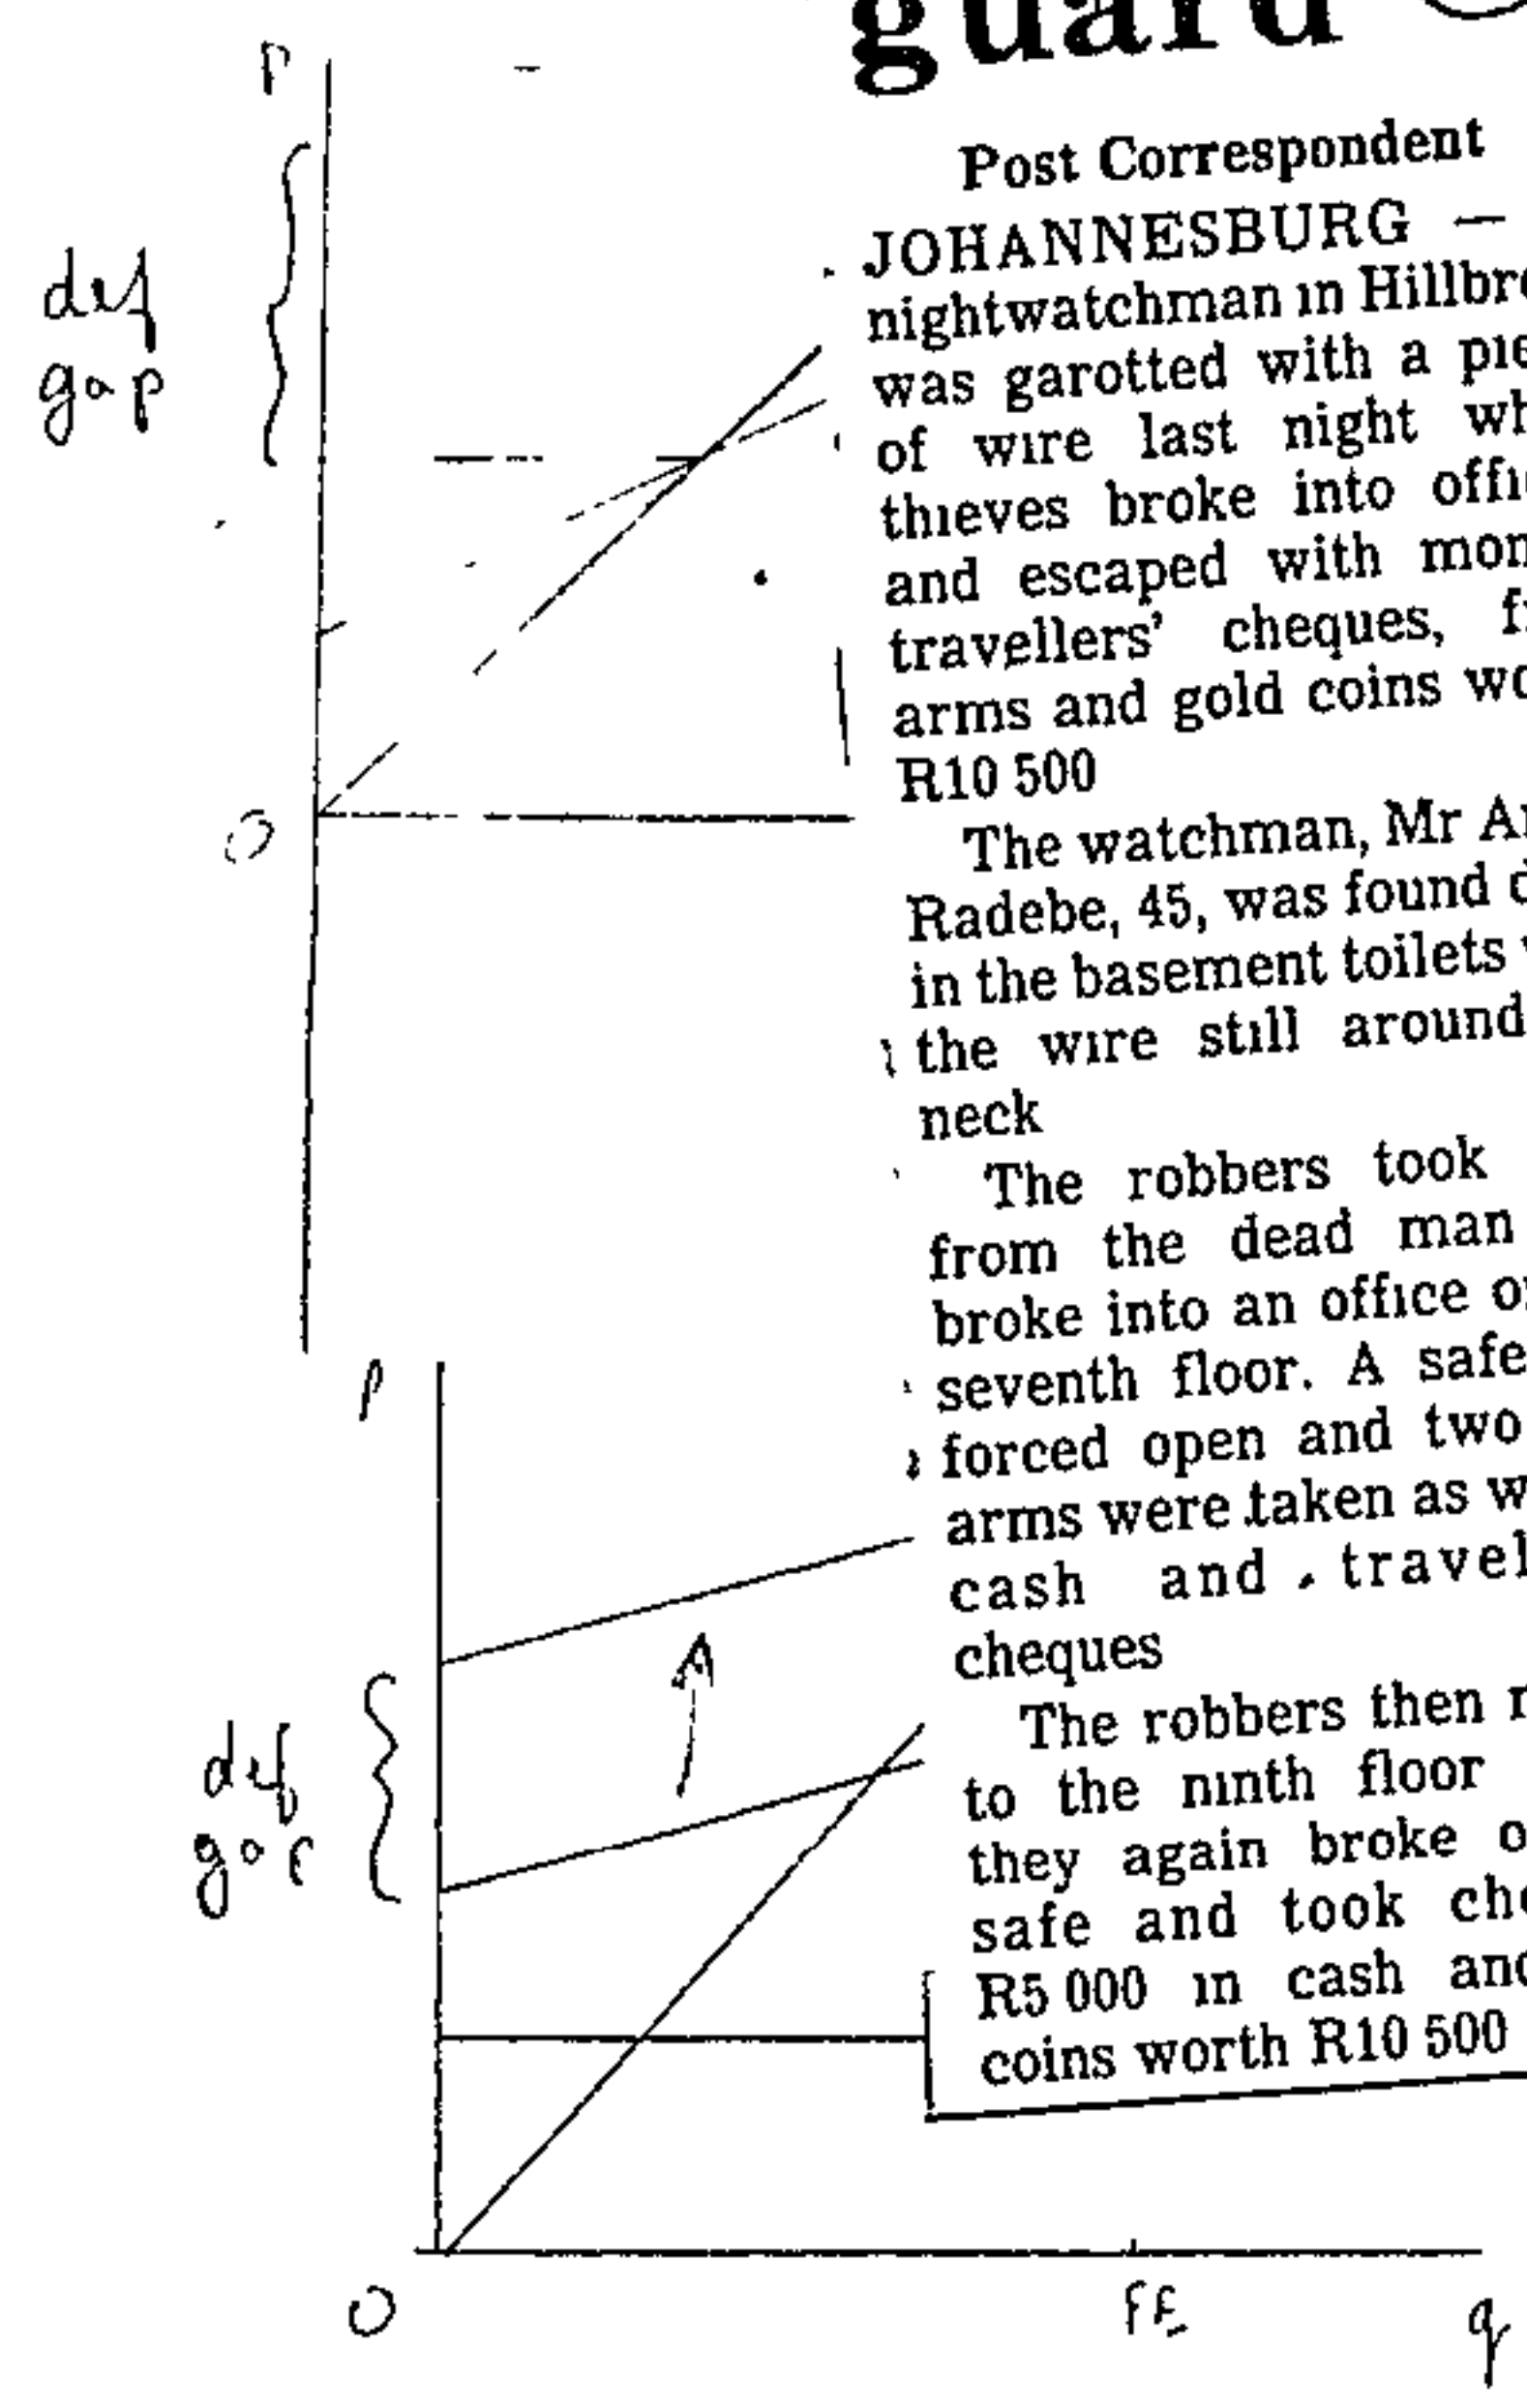 guard
Post Correspondent
JOHANNESBURG —
nightwatchman in Hillbr
was garotted with a pie
of wire last night wh
thieves broke into offi
and escaped with mon
travellers' cheques, f
arms and gold coins wo
R10 500
The watchman, Mr A
Radebe, 45, was found d
in the basement toilets
the wire still around
neck
The robbers took
from the dead man
broke into an office o
seventh floor. A safe
forced open and two
arms were taken as w
cash and travel
cheques
The robbers then
to the ninth floor
they again broke o
safe and took che
R5 000 in cash and
coins worth R10 500
P
def
gap
O
P
def
gap
O
FE
q